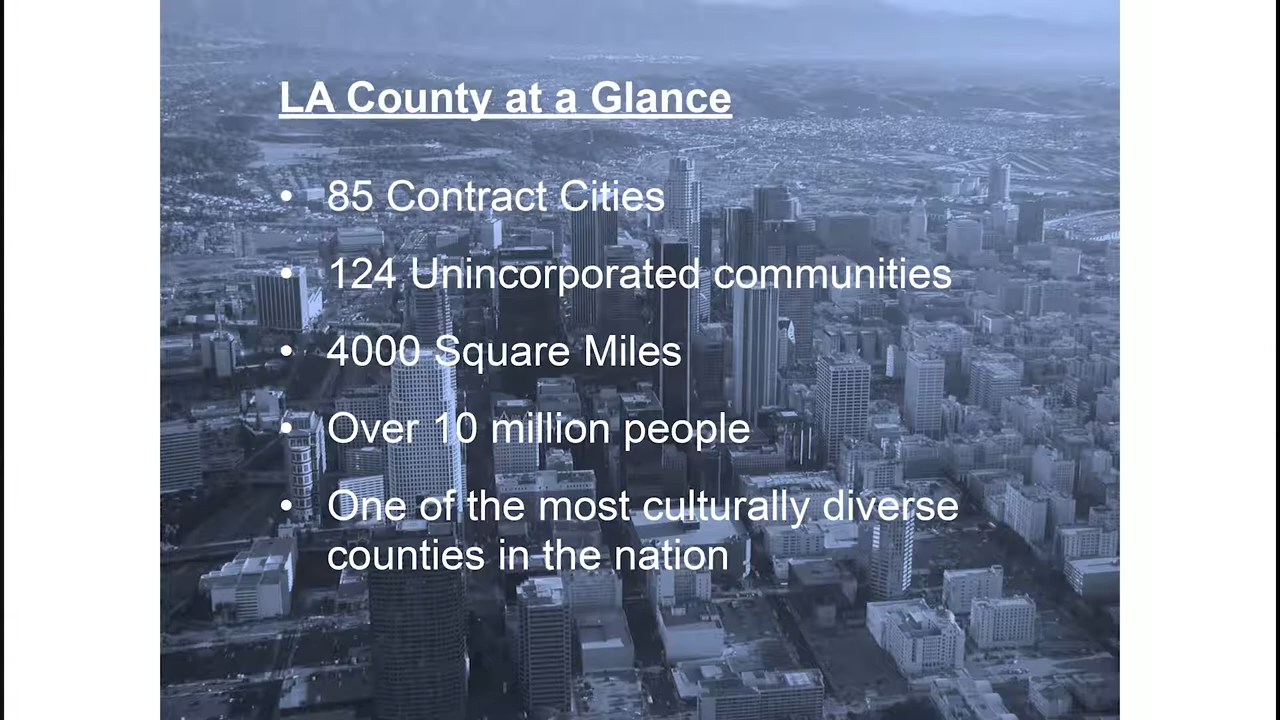 LA County at a Glance
• 85 Contract Cities
• 124 Unincorporated communities
• 4000 Square Miles
• Over 10 million people
• One of the most culturally diverse
counties in the nation